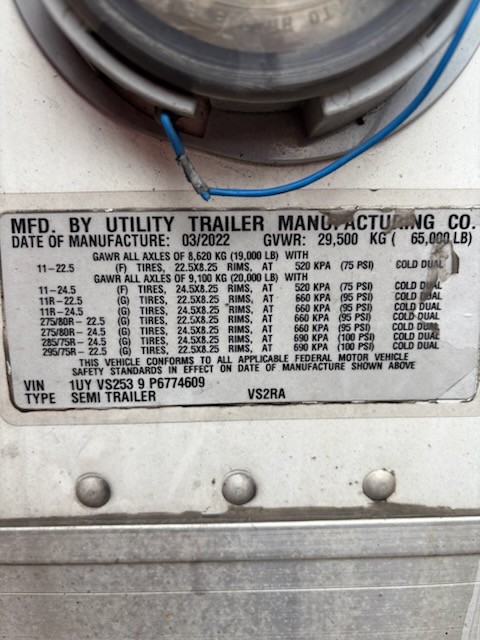 MFD. BY UTILITY TRAILER MANUFACTURING CO.
DATE OF MANUFACTURE: 03/2022 GVWR: 29,500 KG ( 65,000 LB)
GAWR ALL AXLES OF 8,620 KG (19,000 LB) WITH
11-22.5 (F) TIRES, 22.5X8.25 RIMS, AT 520 KPA (75 PSI) COLD DUAL
GAWR ALL AXLES OF 9,100 KG (20,000 LB) WITH
11-24.5 (F) TIRES, 24.5X8.25 RIMS, AT 520 KPA (75 PSI) COLD DUAL
11R-22.5 (G) TIRES, 22.5X8.25 RIMS, AT 660 KPA (95 PSI) COLD DUAL
11R-24.5 (G) TIRES, 24.5X8.25 RIMS, AT 660 KPA (95 PSI) COLD DUAL
275/80R- 22.5 (G) TIRES, 22.5X8.25 RIMS, AT 660 KPA (95 PSI) COLD DUAL
275/80R- 24.5 (G) TIRES, 24.5X8.25 RIMS, AT 660 KPA (95 PSI) COLD DUAL
285/75R- 24.5 (G) TIRES, 24.5X8.25 RIMS, AT 690 KPA (100 PSI) COLD DUAL
295/75R- 22.5 (G) TIRES, 22.5X8.25 RIMS, AT 690 KPA (100 PSI) COLD DUAL
THIS VEHICLE CONFORMS TO ALL APPLICABLE FEDERAL MOTOR VEHICLE
SAFETY STANDARDS IN EFFECT ON DATE OF MANUFACTURE SHOWN ABOVE
VIN 1UY VS253 9 P6774609
TYPE SEMI TRAILER VS2RA